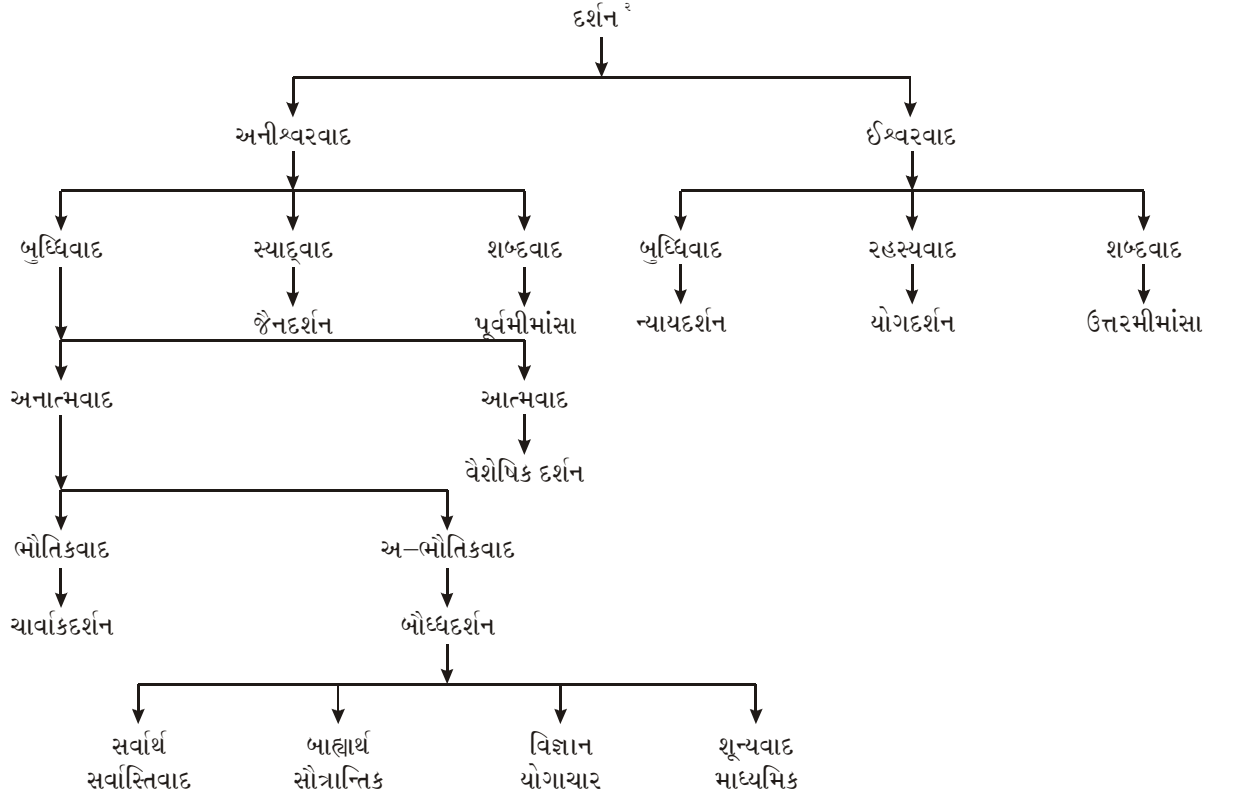 દર્શન ૨
અનીશ્વરવાદ ઈશ્વરવાદ
બુધ્ધિવાદ સ્યાદ્‌વાદ શબ્દવાદ બુધ્ધિવાદ રહસ્યવાદ શબ્દવાદ
જૈનદર્શન પૂર્વમીમાંસા ન્યાયદર્શન યોગદર્શન ઉત્તરમીમાંસા
અનાત્મવાદ આત્મવાદ
વૈશેષિક દર્શન
ભૌતિકવાદ અ–ભૌતિકવાદ
ચાર્વાકદર્શન બૌધ્ધદર્શન
સર્વાર્થ બાહ્યાર્થ વિજ્ઞાન શૂન્યવાદ
સર્વાસ્તિવાદ સૌત્રાન્તિક યોગાચાર માધ્યમિક